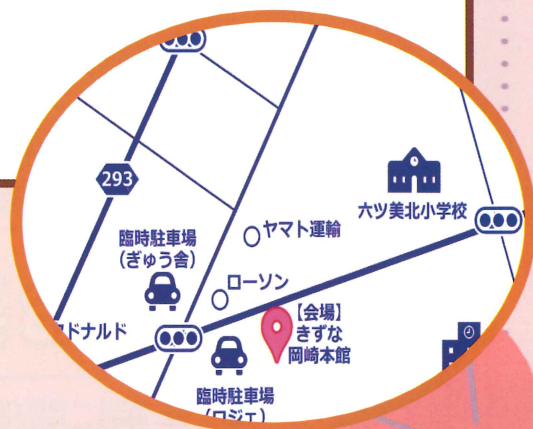 293
六ツ美北小学校
ヤマト運輸
臨時駐車場
(ぎゅう舎)
ローソン
ドナルド
【会場】
きずな
岡崎本館
臨時駐車場
(ロジェ)